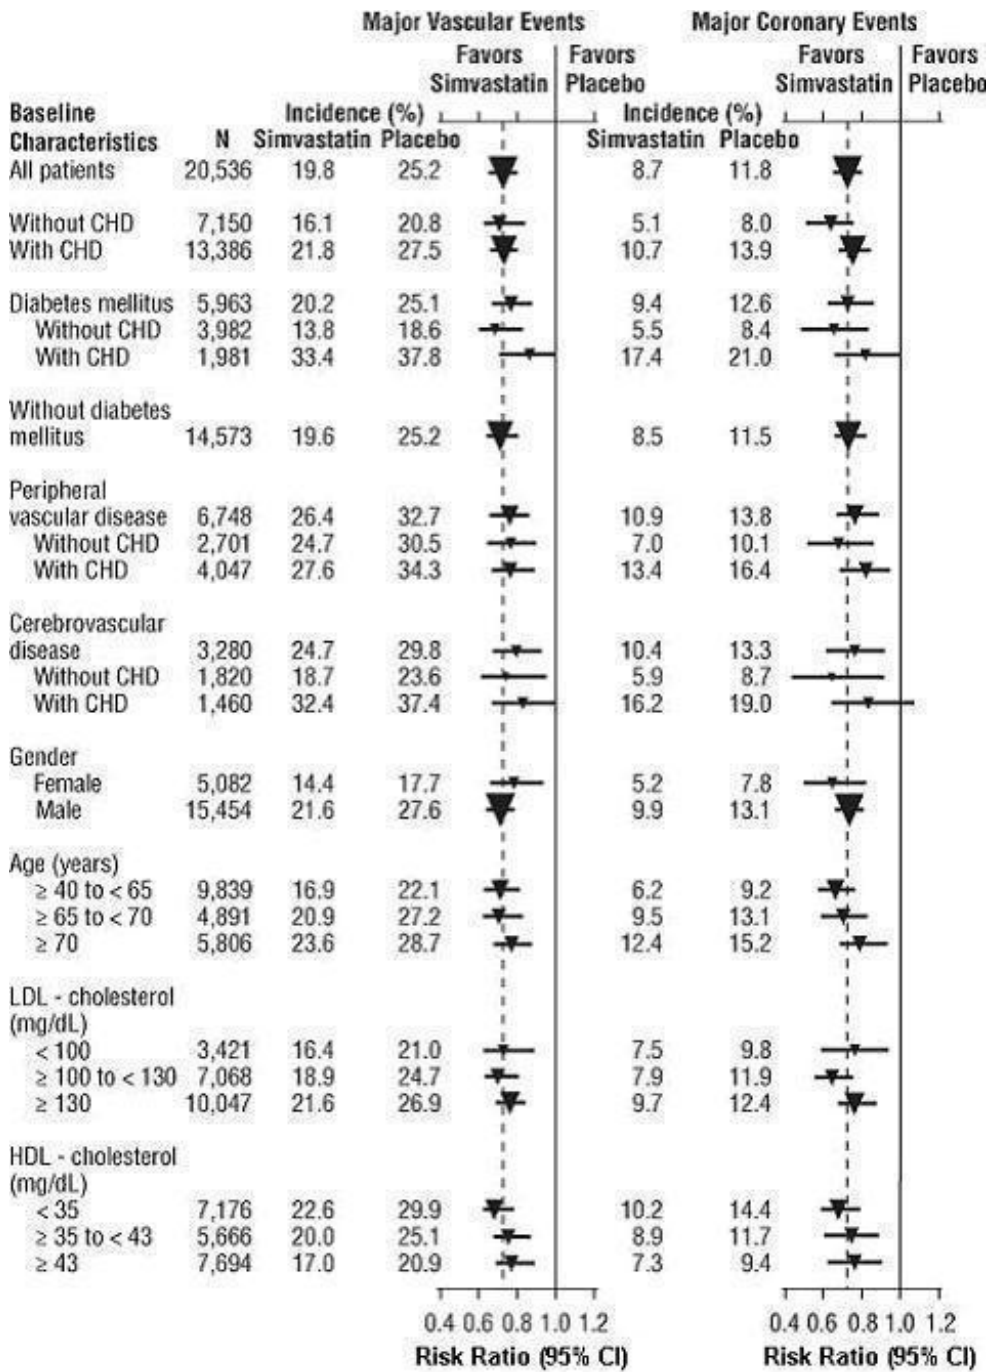 Major Vascular Events Major Coronary Events
Favors Favors Favors Favors
Simvastatin Placebo Simvastatin Placebo
Baseline Incidence (%) Incidence (%)
Characteristics N Simvastatin Placebo Simvastatin Placebo
All patients 20,536 19.8 25.2 8.7 11.8
Without CHD 7,150 16.1 20.8 5.1 8.0
With CHD 13,386 21.8 27.5 10.7 13.9
Diabetes mellitus 5,963 20.2 25.1 9.4 12.6
Without CHD 3,982 13.8 18.6 5.5 8.4
With CHD 1,981 33.4 37.8 17.4 21.0
Without diabetes
mellitus 14,573 19.6 25.2 8.5 11.5
Peripheral
vascular disease 6,748 26.4 32.7 10.9 13.8
Without CHD 2,701 24.7 30.5 7.0 10.1
With CHD 4,047 27.6 34.3 13.4 16.4
Cerebrovascular
disease 3,280 24.7 29.8 10.4 13.3
Without CHD 1,820 18.7 23.6 5.9 8.7
With CHD 1,460 32.4 37.4 16.2 19.0
Gender
Female 5,082 14.4 17.7 5.2 7.8
Male 15,454 21.6 27.6 9.9 13.1
Age (years)
≥ 40 to < 65 9,839 16.9 22.1 6.2 9.2
≥ 65 to < 70 4,891 20.9 27.2 9.5 13.1
≥ 70 5,806 23.6 28.7 12.4 15.2
LDL - cholesterol
(mg/dL)
< 100 3,421 16.4 21.0 7.5 9.8
≥ 100 to < 130 7,068 18.9 24.7 7.9 11.9
≥ 130 10,047 21.6 26.9 9.7 12.4
HDL - cholesterol
(mg/dL)
< 35 7,176 22.6 29.9 10.2 14.4
≥ 35 to < 43 5,666 20.0 25.1 8.9 11.7
≥ 43 7,694 17.0 20.9 7.3 9.4
0.4 0.6 0.8 1.0 1.2 0.4 0.6 0.8 1.0 1.2
Risk Ratio (95% CI) Risk Ratio (95% CI)